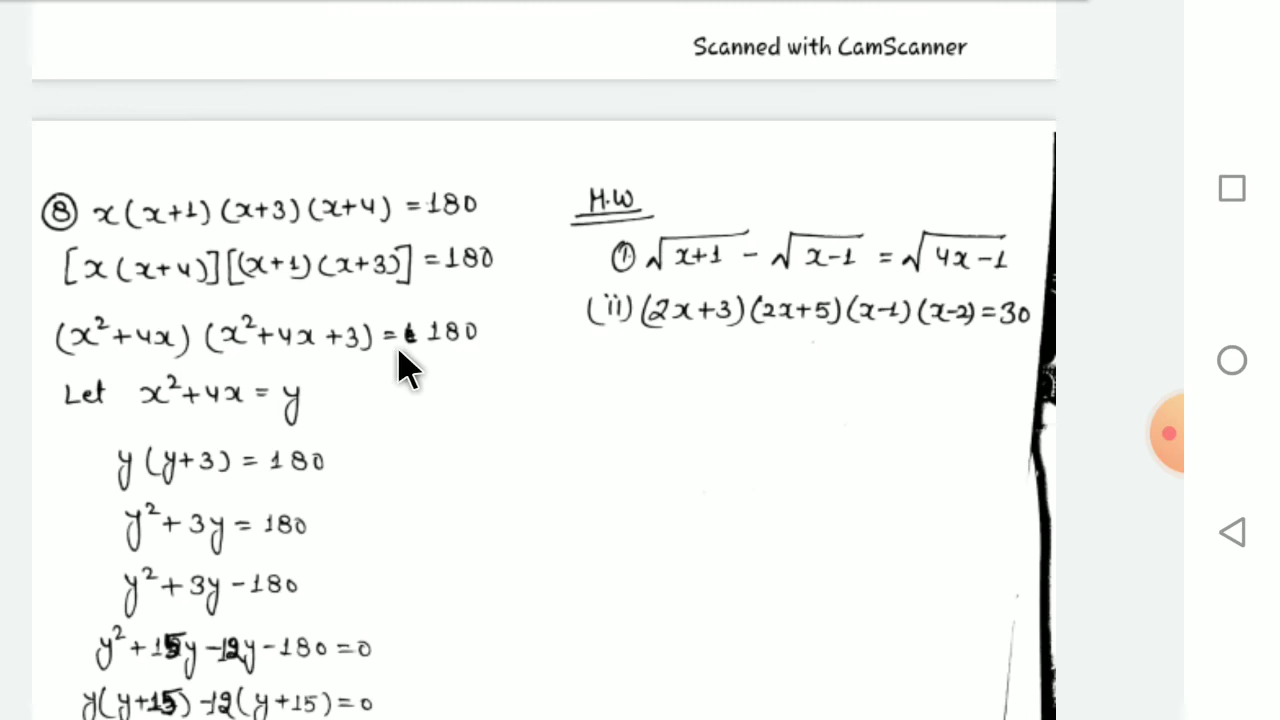 Scanned with CamScanner
⑧ x(x+1)(x+3)(x+4) = 180
[x(x+4)][(x+1)(x+3)] = 180
(x²+4x) (x²+4x+3) = 180
Let x²+4x = y
y(y+3) = 180
y²+3y = 180
y²+3y-180
y²+15y-12y-180=0
y(y+15)-12(y+15)=0
H.W
① √x+1 - √x-1 = √4x-1
(ii) (2x+3)(2x+5)(x-1)(x-2)=30